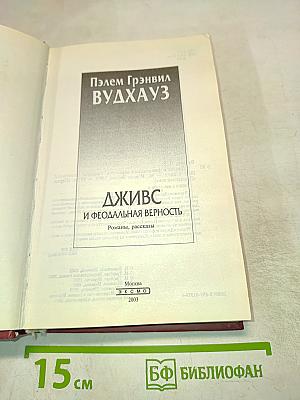 Пэлем Грэнвил
ВУДХАУЗ
ДЖИВС
И ФЕОДАЛЬНАЯ ВЕРНОСТЬ
Романы, рассказы
Москва
ЭКСМО
2003
15 см
БФ БИБЛИОФАН